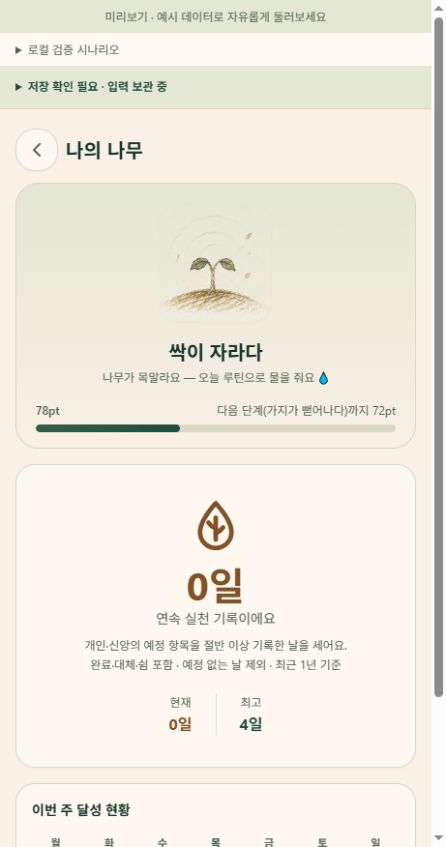 미리보기 · 예시 데이터로 자유롭게 둘러보세요
▶ 로컬 검증 시나리오
▶ 저장 확인 필요 · 입력 보관 중
나의 나무
싹이 자라다
나무가 목말라요 — 오늘 루틴으로 물을 줘요 💧
78pt 다음 단계(가지가 뻗어나다)까지 72pt
0일
연속 실천 기록이에요
개인·신앙의 예정 항목을 절반 이상 기록한 날을 세어요.
완료·대체·쉼 포함 · 예정 없는 날 제외 · 최근 1년 기준
현재 최고
0일 4일
이번 주 달성 현황
월 화 수 목 금 토 일